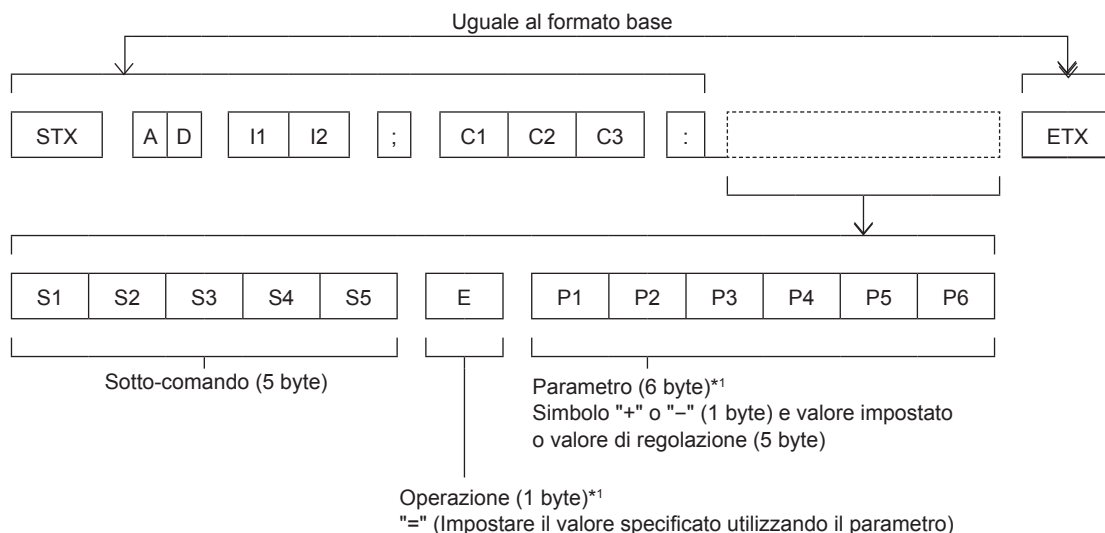 Uguale al formato base
STX A D I1 I2 ; C1 C2 C3 : ETX
S1 S2 S3 S4 S5 E P1 P2 P3 P4 P5 P6
Sotto-comando (5 byte)
Parametro (6 byte)*1
Simbolo "+" o "−" (1 byte) e valore impostato
o valore di regolazione (5 byte)
Operazione (1 byte)*1
"=" (Impostare il valore specificato utilizzando il parametro)